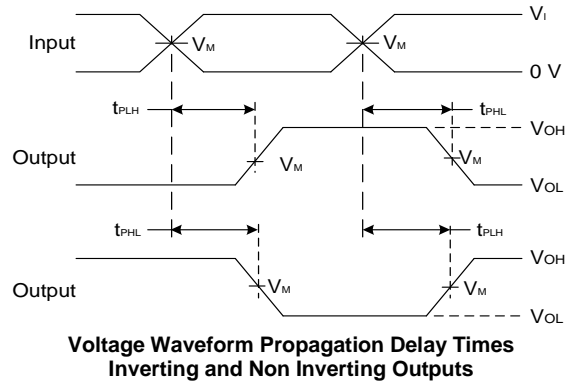 VI
Input
VM
VM
0 V
tPLH
tPHL
VOH
Output
VM
VM
VOL
tPHL
tPLH
VOH
Output
VM
VM
VOL
Voltage Waveform Propagation Delay Times
Inverting and Non Inverting Outputs